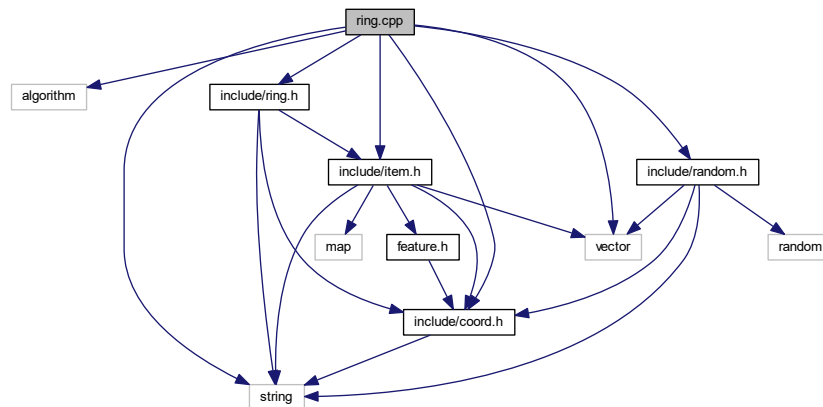 ring.cpp
algorithm
include/ring.h
include/item.h
include/random.h
map
feature.h
vector
random
include/coord.h
string